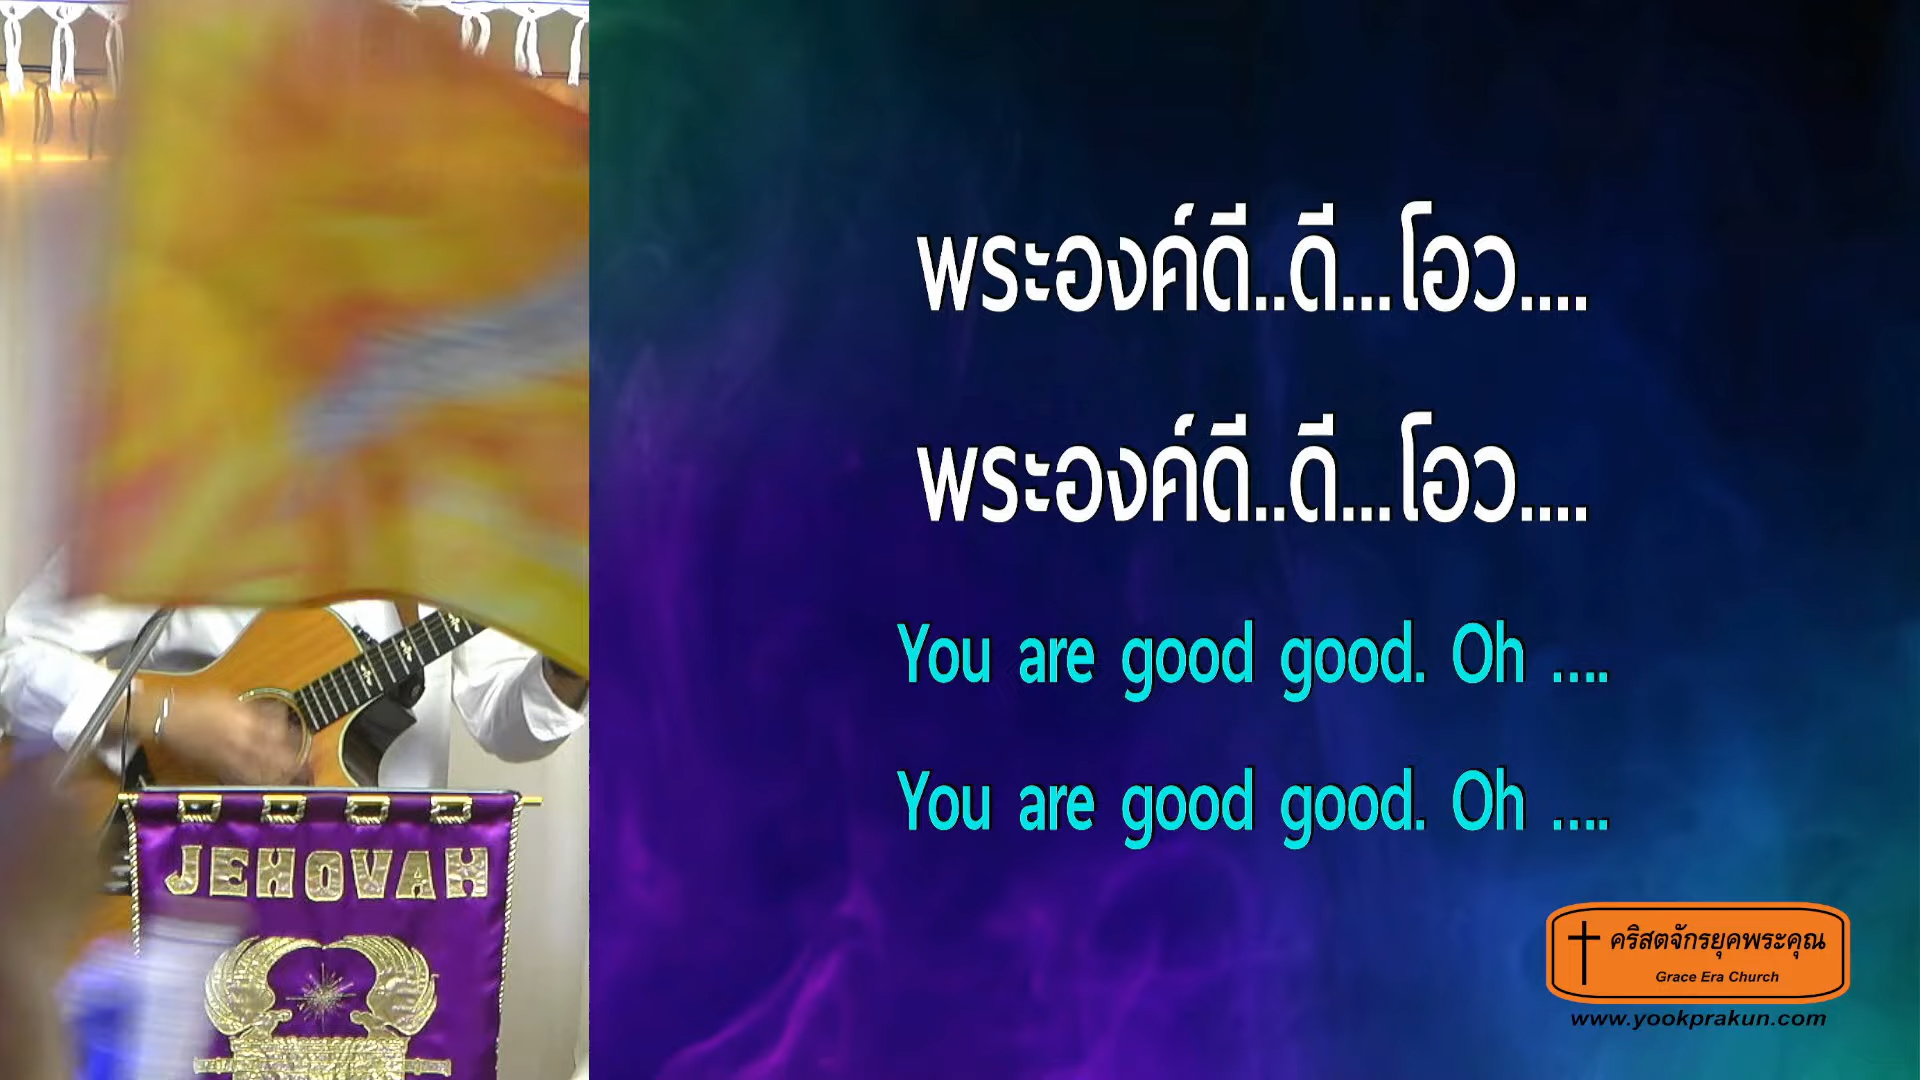 พระองค์ดี..ดี...โอว....
พระองค์ดี..ดี...โอว....
You are good good. Oh ....
You are good good. Oh ....
JEHOVAH
คริสตจักรยุคพระคุณ
Grace Era Church
www.yookprakun.com